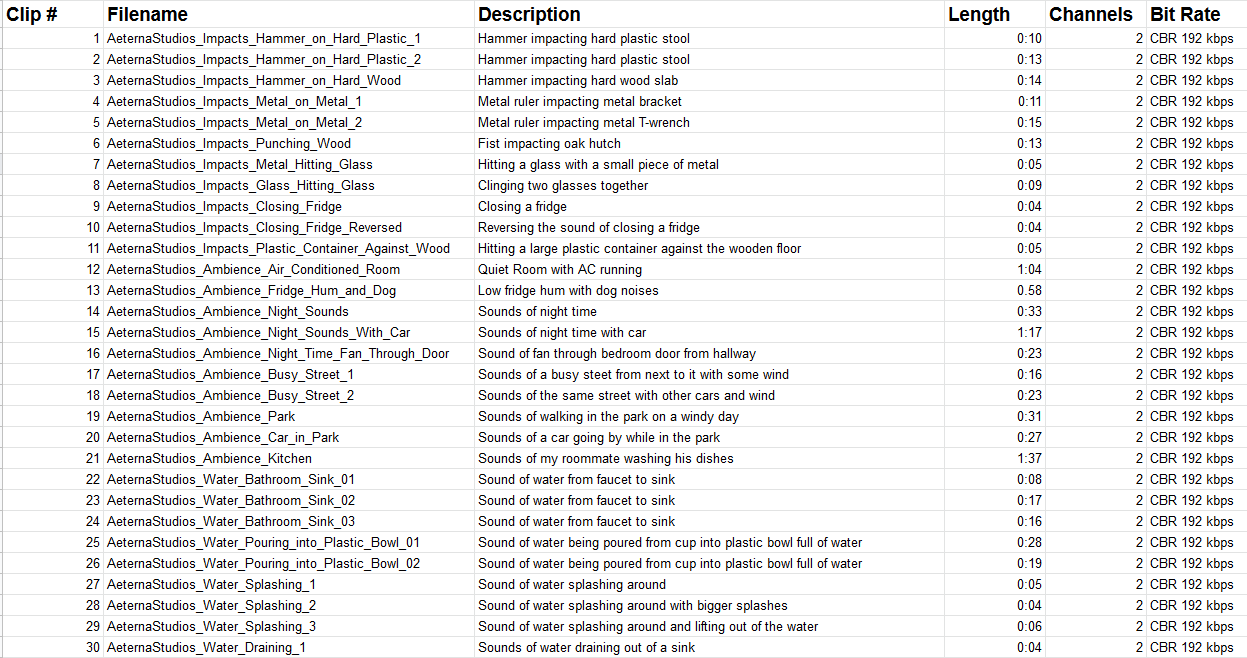 Clip # Filename Description Length Channels Bit Rate
1 AeternaStudios_Impacts_Hammer_on_Hard_Plastic_1 Hammer impacting hard plastic stool 0:10 2 CBR 192 kbps
2 AeternaStudios_Impacts_Hammer_on_Hard_Plastic_2 Hammer impacting hard plastic stool 0:13 2 CBR 192 kbps
3 AeternaStudios_Impacts_Hammer_on_Hard_Wood Hammer impacting hard wood slab 0:14 2 CBR 192 kbps
4 AeternaStudios_Impacts_Metal_on_Metal_1 Metal ruler impacting metal bracket 0:11 2 CBR 192 kbps
5 AeternaStudios_Impacts_Metal_on_Metal_2 Metal ruler impacting metal T-wrench 0:15 2 CBR 192 kbps
6 AeternaStudios_Impacts_Punching_Wood Fist impacting oak hutch 0:13 2 CBR 192 kbps
7 AeternaStudios_Impacts_Metal_Hitting_Glass Hitting a glass with a small piece of metal 0:05 2 CBR 192 kbps
8 AeternaStudios_Impacts_Glass_Hitting_Glass Clinging two glasses together 0:09 2 CBR 192 kbps
9 AeternaStudios_Impacts_Closing_Fridge Closing a fridge 0:04 2 CBR 192 kbps
10 AeternaStudios_Impacts_Closing_Fridge_Reversed Reversing the sound of closing a fridge 0:04 2 CBR 192 kbps
11 AeternaStudios_Impacts_Plastic_Container_Against_Wood Hitting a large plastic container against the wooden floor 0:05 2 CBR 192 kbps
12 AeternaStudios_Ambience_Air_Conditioned_Room Quiet Room with AC running 1:04 2 CBR 192 kbps
13 AeternaStudios_Ambience_Fridge_Hum_and_Dog Low fridge hum with dog noises 0.58 2 CBR 192 kbps
14 AeternaStudios_Ambience_Night_Sounds Sounds of night time 0:33 2 CBR 192 kbps
15 AeternaStudios_Ambience_Night_Sounds_With_Car Sounds of night time with car 1:17 2 CBR 192 kbps
16 AeternaStudios_Ambience_Night_Time_Fan_Through_Door Sound of fan through bedroom door from hallway 0:23 2 CBR 192 kbps
17 AeternaStudios_Ambience_Busy_Street_1 Sounds of a busy steet from next to it with some wind 0:16 2 CBR 192 kbps
18 AeternaStudios_Ambience_Busy_Street_2 Sounds of the same street with other cars and wind 0:23 2 CBR 192 kbps
19 AeternaStudios_Ambience_Park Sounds of walking in the park on a windy day 0:31 2 CBR 192 kbps
20 AeternaStudios_Ambience_Car_in_Park Sounds of a car going by while in the park 0:27 2 CBR 192 kbps
21 AeternaStudios_Ambience_Kitchen Sounds of my roommate washing his dishes 1:37 2 CBR 192 kbps
22 AeternaStudios_Water_Bathroom_Sink_01 Sound of water from faucet to sink 0:08 2 CBR 192 kbps
23 AeternaStudios_Water_Bathroom_Sink_02 Sound of water from faucet to sink 0:17 2 CBR 192 kbps
24 AeternaStudios_Water_Bathroom_Sink_03 Sound of water from faucet to sink 0:16 2 CBR 192 kbps
25 AeternaStudios_Water_Pouring_into_Plastic_Bowl_01 Sound of water being poured from cup into plastic bowl full of water 0:28 2 CBR 192 kbps
26 AeternaStudios_Water_Pouring_into_Plastic_Bowl_02 Sound of water being poured from cup into plastic bowl full of water 0:19 2 CBR 192 kbps
27 AeternaStudios_Water_Splashing_1 Sound of water splashing around 0:05 2 CBR 192 kbps
28 AeternaStudios_Water_Splashing_2 Sound of water splashing around with bigger splashes 0:04 2 CBR 192 kbps
29 AeternaStudios_Water_Splashing_3 Sound of water splashing around and lifting out of the water 0:06 2 CBR 192 kbps
30 AeternaStudios_Water_Draining_1 Sounds of water draining out of a sink 0:04 2 CBR 192 kbps